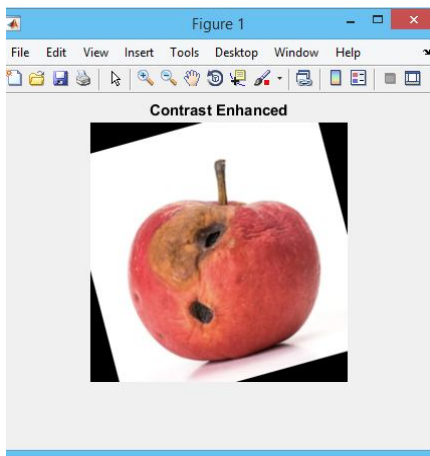 Figure 1
File Edit View Insert Tools Desktop Window Help
Contrast Enhanced